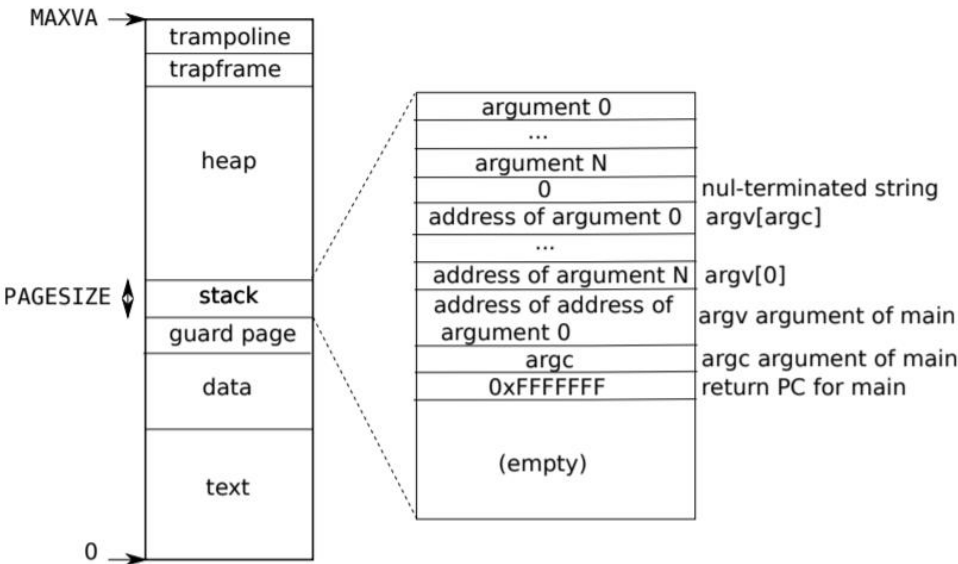 MAXVA
trampoline
trapframe
heap
PAGESIZE
stack
guard page
data
text
0
argument 0
...
argument N
0 nul-terminated string
address of argument 0 argv[argc]
...
address of argument N argv[0]
address of address of
argument 0
argv argument of main
argc argc argument of main
0xFFFFFFF return PC for main
(empty)